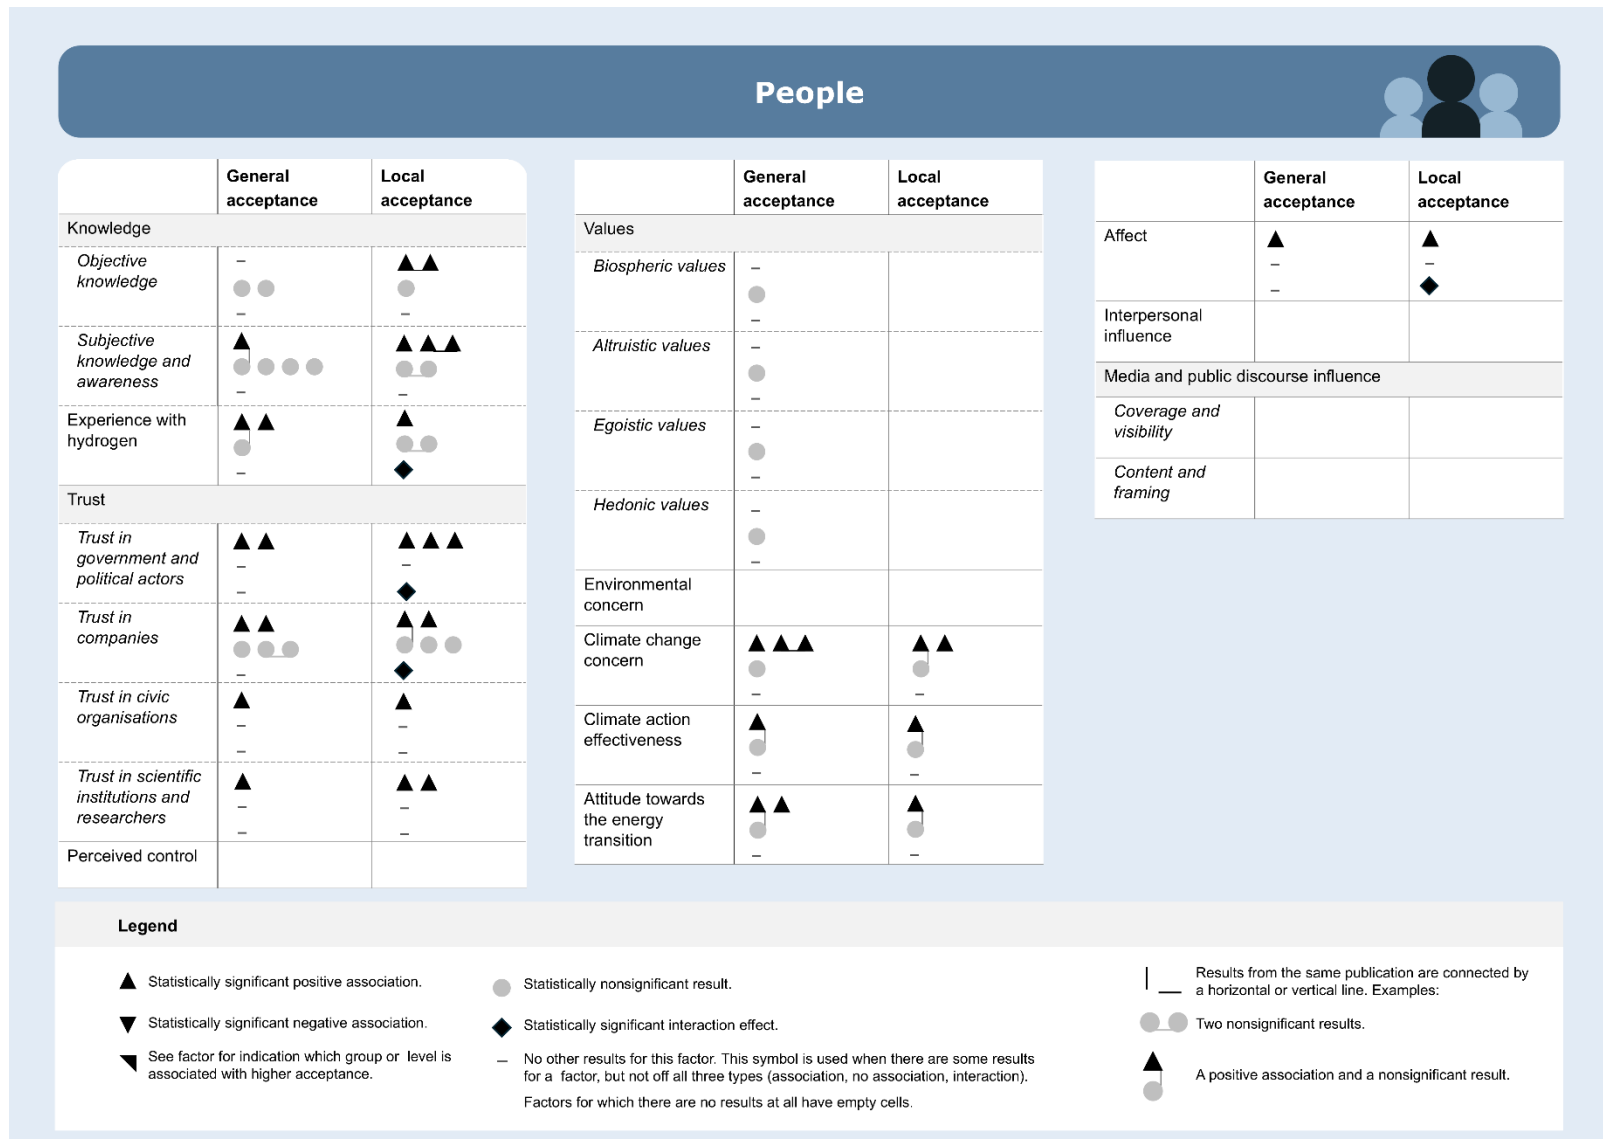 People
General
acceptance
Local
acceptance
Knowledge
Objective
knowledge
–
–
Subjective
knowledge and
awareness
–
–
Experience with
hydrogen
–
Trust
Trust in
government and
political actors
–
–
–
Trust in
companies
–
Trust in civic
organisations
–
–
–
–
Trust in scientific
institutions and
researchers
–
–
–
–
Perceived control
General
acceptance
Local
acceptance
Values
Biospheric values
–
–
Altruistic values
–
–
Egoistic values
–
–
Hedonic values
–
–
Environmental
concern
Climate change
concern
–
–
Climate action
effectiveness
–
–
Attitude towards
the energy
transition
–
–
General
acceptance
Local
acceptance
Affect
–
–
–
Interpersonal
influence
Media and public discourse influence
Coverage and
visibility
Content and
framing
Legend
Statistically significant positive association.
Statistically significant negative association.
See factor for indication which group or level is
associated with higher acceptance.
Statistically nonsignificant result.
Statistically significant interaction effect.
– No other results for this factor. This symbol is used when there are some results
for a factor, but not off all three types (association, no association, interaction).
Factors for which there are no results at all have empty cells.
Results from the same publication are connected by
a horizontal or vertical line. Examples:
Two nonsignificant results.
A positive association and a nonsignificant result.